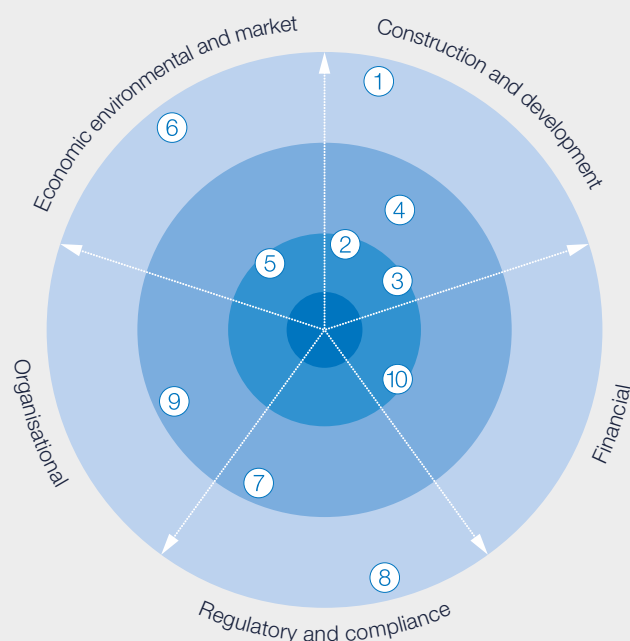 Economic environmental and market
Construction and development
1
6
4
2
5
3
10
9
7
8
Organisational
Financial
Regulatory and compliance